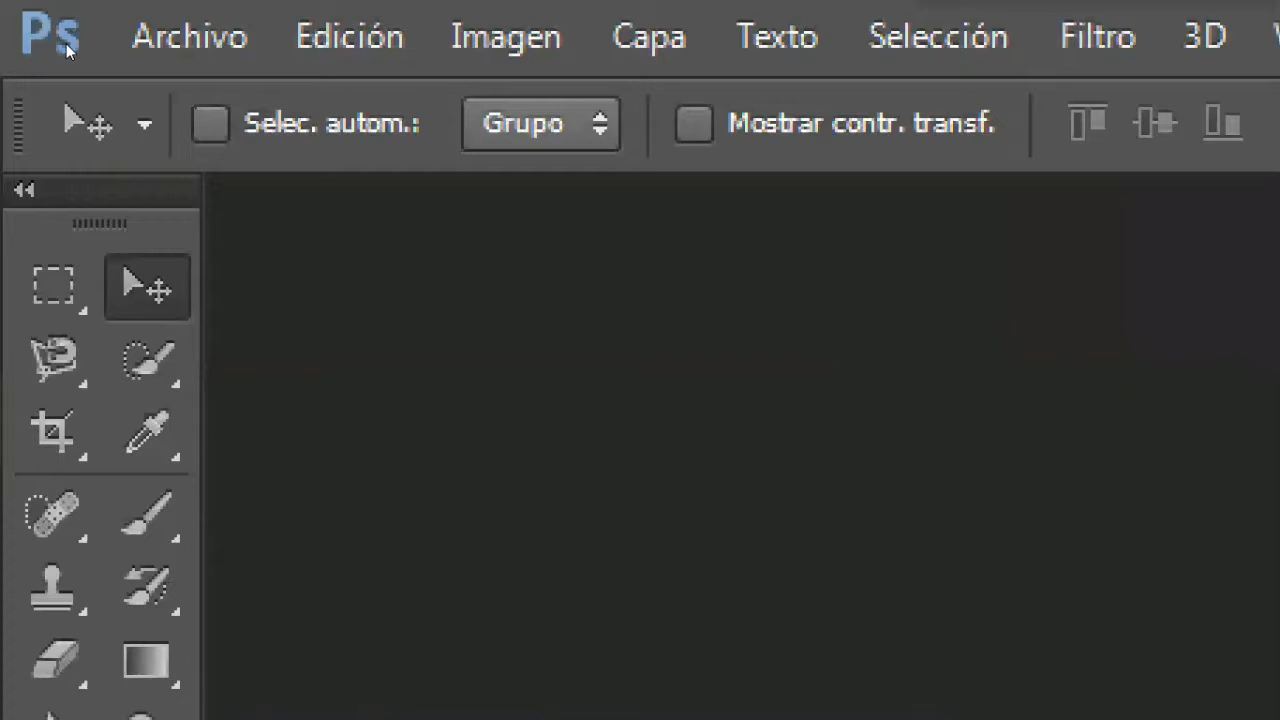 Ps Archivo Edición Imagen Capa Texto Selección Filtro 3D
Selec. autom.: Grupo Mostrar contr. transf.